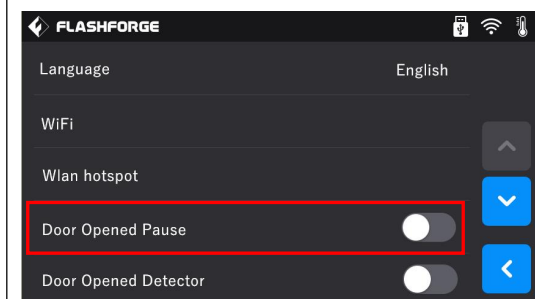 FLASHFORGE
Language English
WiFi
Wlan hotspot
Door Opened Pause
Door Opened Detector